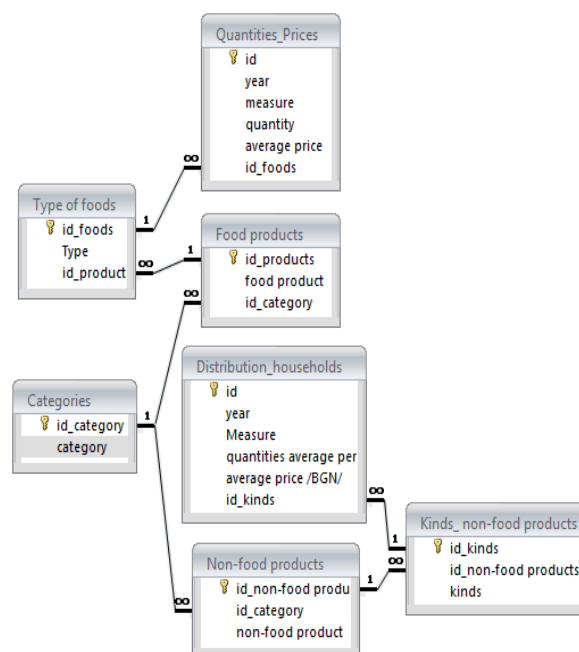 Quantities_Prices
id
year
measure
quantity
average price
id_foods
∞
Type of foods
1
id_foods
Type
id_product
∞
Food products
1
id_products
food product
id_category
∞
Distribution_households
id
year
Measure
quantities average per
average price /BGN/
id_kinds
∞
Categories
id_category
1
category
Kinds_ non-food products
1
id_kinds
∞
id_non-food products
kinds
Non-food products
id_non-food produ
1
id_category
∞
non-food product